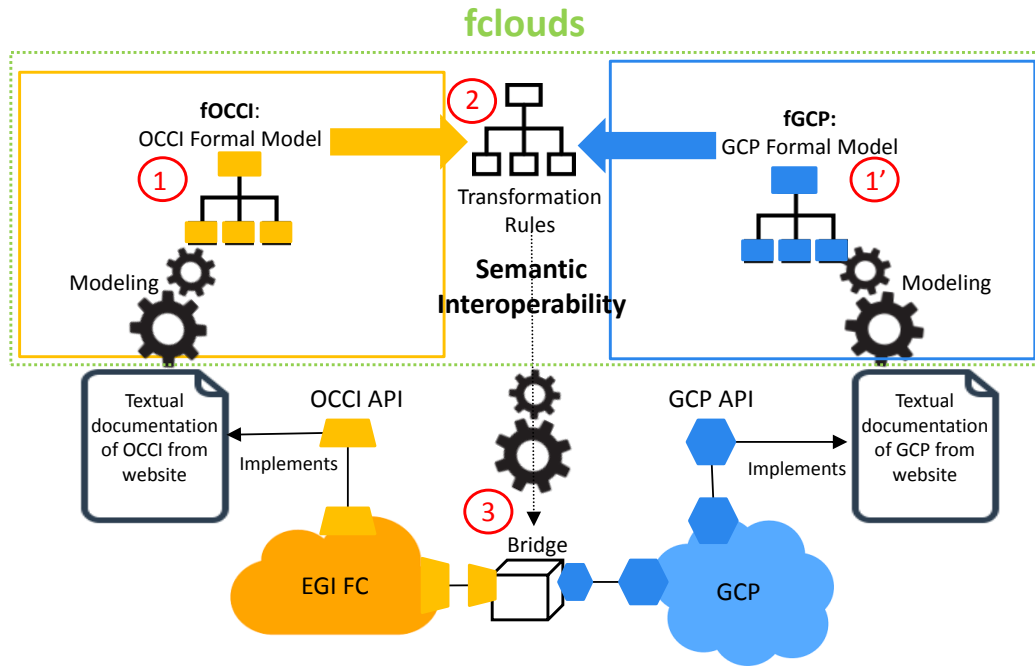 fclouds
fOCCI:
OCCI Formal Model
1
2
Transformation
Rules
fGCP:
GCP Formal Model
1’
Modeling
Semantic
Interoperability
Modeling
Textual
documentation
of OCCI from
website
OCCI API
Implements
GCP API
Implements
Textual
documentation
of GCP from
website
3
Bridge
EGI FC
GCP